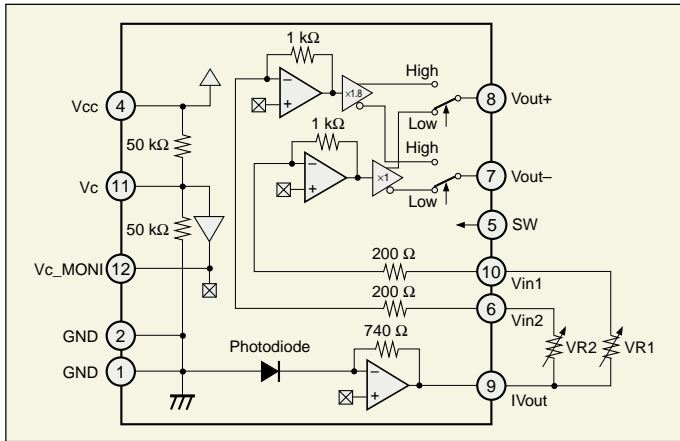 1 kΩ
High
Vcc
4
−
+
×1.8
8
Vout+
50 kΩ
1 kΩ
Low
High
Vc
11
−
+
×1
7
Vout−
Low
50 kΩ
5
SW
200 Ω
Vc_MONI
12
10
Vin1
200 Ω
6
Vin2
GND
2
740 Ω
VR2
VR1
Photodiode
GND
1
−
+
9
IVout